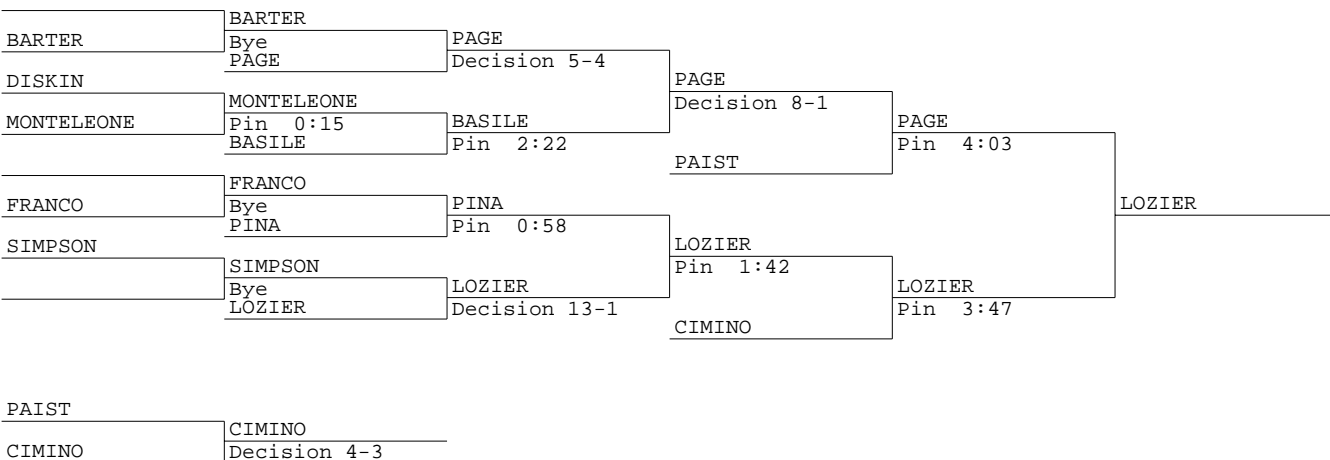 BARTER
BARTER
Bye
PAGE
PAGE
Decision 5-4
DISKIN
PAGE
MONTELEONE
Decision 8-1
MONTELEONE
Pin 0:15
BASILE
PAGE
BASILE
Pin 2:22
Pin 4:03
PAIST
FRANCO
FRANCO
Bye
PINA
LOZIER
PINA
Pin 0:58
SIMPSON
LOZIER
SIMPSON
Pin 1:42
Bye
LOZIER
LOZIER
LOZIER
Decision 13-1
Pin 3:47
CIMINO
PAIST
CIMINO
CIMINO
Decision 4-3